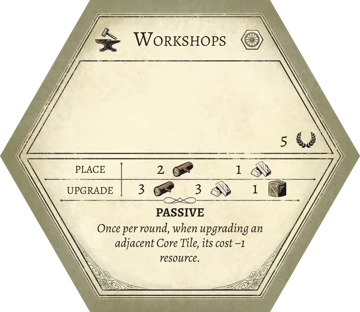 Workshops
5
PLACE 2 1
UPGRADE 3 3 1
PASSIVE
Once per round, when upgrading an
adjacent Core Tile, its cost –1
resource.